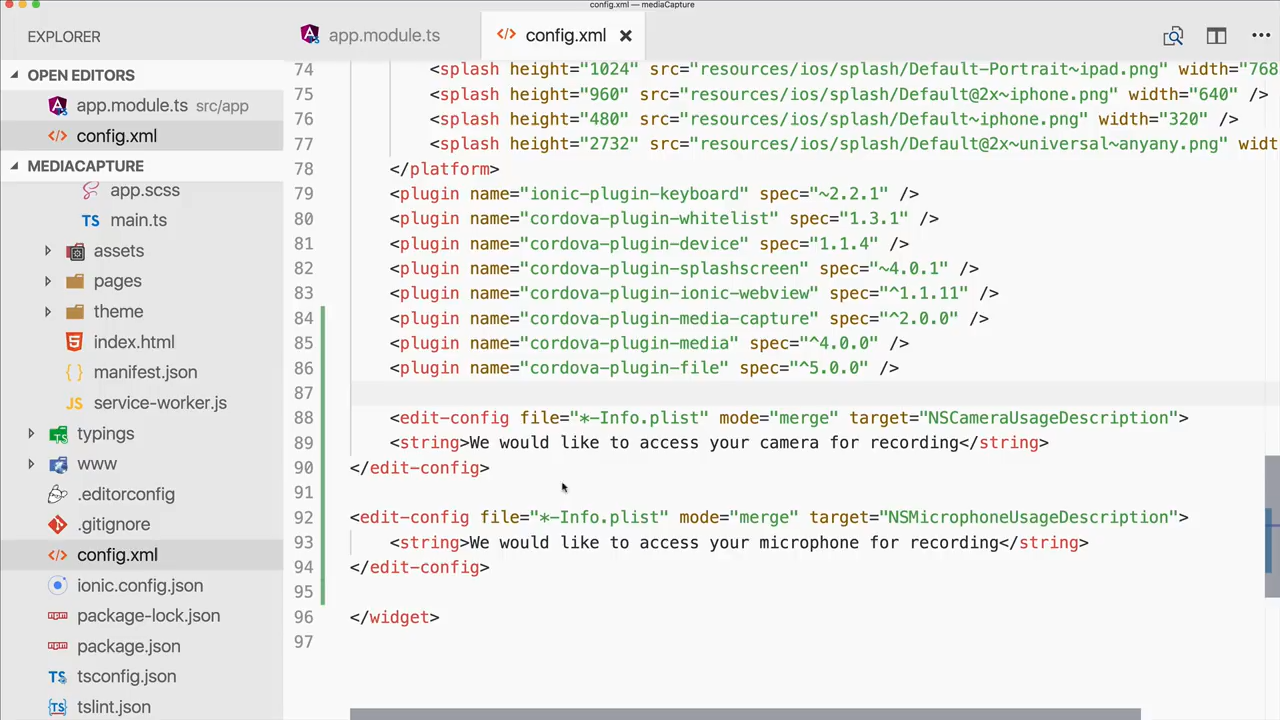 config.xml — mediaCapture
EXPLORER
app.module.ts
config.xml
OPEN EDITORS
app.module.ts src/app
config.xml
MEDIACAPTURE
app.scss
TS main.ts
assets
pages
theme
index.html
{ } manifest.json
JS service-worker.js
typings
www
.editorconfig
.gitignore
config.xml
ionic.config.json
package-lock.json
package.json
TS tsconfig.json
tslint.json
74 <splash height="1024" src="resources/ios/splash/Default-Portrait~ipad.png" width="768
75 <splash height="960" src="resources/ios/splash/Default@2x~iphone.png" width="640" />
76 <splash height="480" src="resources/ios/splash/Default~iphone.png" width="320" />
77 <splash height="2732" src="resources/ios/splash/Default@2x~universal~anyany.png" widt
78 </platform>
79 <plugin name="ionic-plugin-keyboard" spec="~2.2.1" />
80 <plugin name="cordova-plugin-whitelist" spec="1.3.1" />
81 <plugin name="cordova-plugin-device" spec="1.1.4" />
82 <plugin name="cordova-plugin-splashscreen" spec="~4.0.1" />
83 <plugin name="cordova-plugin-ionic-webview" spec="^1.1.11" />
84 <plugin name="cordova-plugin-media-capture" spec="^2.0.0" />
85 <plugin name="cordova-plugin-media" spec="^4.0.0" />
86 <plugin name="cordova-plugin-file" spec="^5.0.0" />
87
88 <edit-config file="*-Info.plist" mode="merge" target="NSCameraUsageDescription">
89 <string>We would like to access your camera for recording</string>
90 </edit-config>
91
92 <edit-config file="*-Info.plist" mode="merge" target="NSMicrophoneUsageDescription">
93 <string>We would like to access your microphone for recording</string>
94 </edit-config>
95
96 </widget>
97